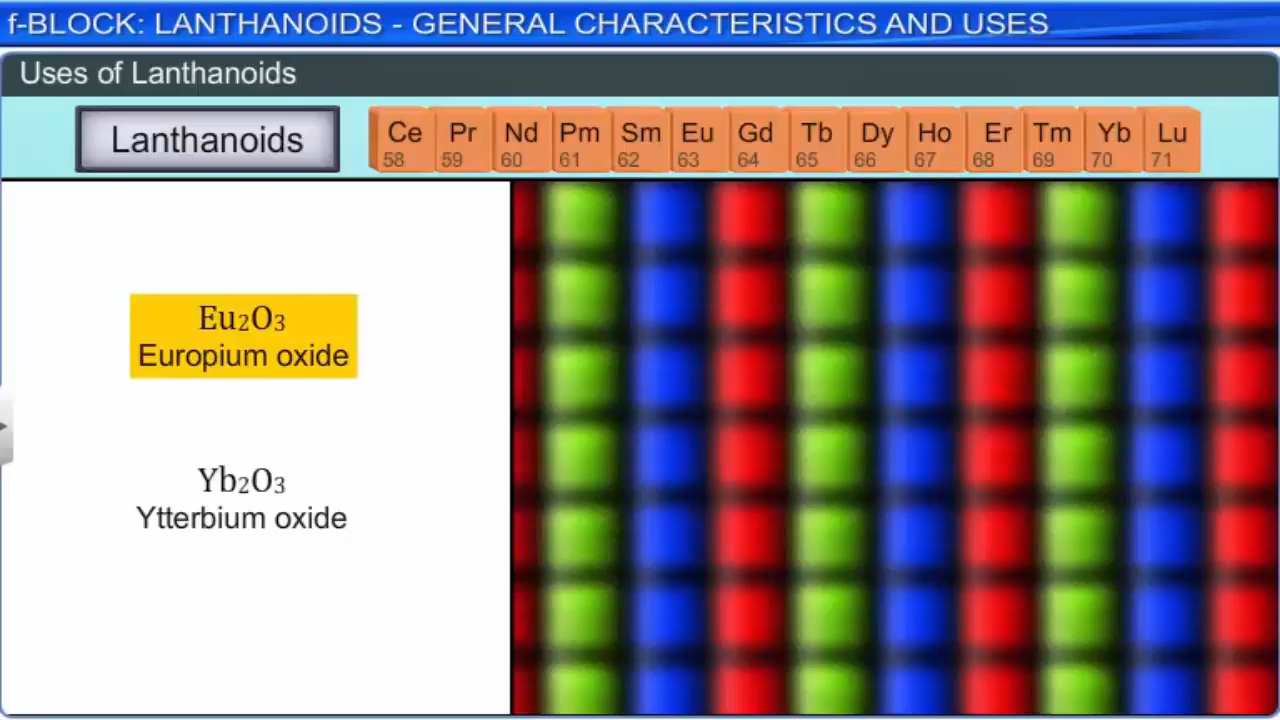 f-BLOCK: LANTHANOIDS - GENERAL CHARACTERISTICS AND USES
Uses of Lanthanoids
Lanthanoids
Ce Pr Nd Pm Sm Eu Gd Tb Dy Ho Er Tm Yb Lu
58 59 60 61 62 63 64 65 66 67 68 69 70 71
Eu₂O₃
Europium oxide
Yb₂O₃
Ytterbium oxide